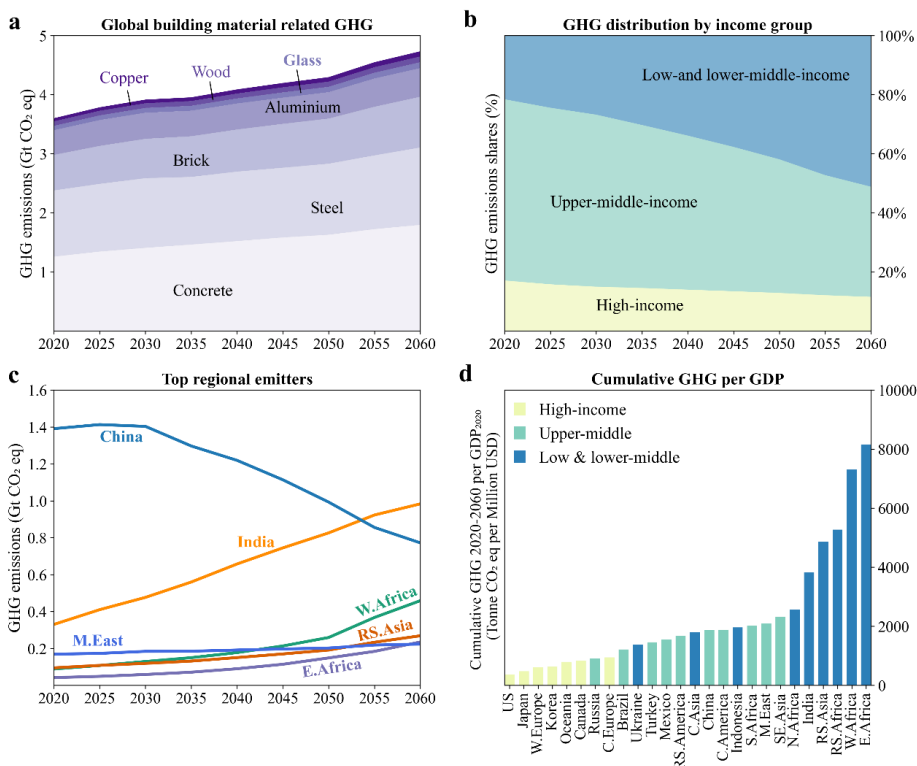 a
Global building material related GHG
GHG emissions (Gt CO₂ eq)
5
4
3
2
1
Copper
Wood
Glass
Aluminium
Brick
Steel
Concrete
2020 2025 2030 2035 2040 2045 2050 2055 2060
b
GHG distribution by income group
GHG emissions shares (%)
100%
80%
60%
40%
20%
Low-and lower-middle-income
Upper-middle-income
High-income
2020 2025 2030 2035 2040 2045 2050 2055 2060
c
Top regional emitters
GHG emissions (Gt CO₂ eq)
1.6
1.4
1.2
1.0
0.8
0.6
0.4
0.2
China
India
W.Africa
M.East
RS.Asia
E.Africa
2020 2025 2030 2035 2040 2045 2050 2055 2060
d
Cumulative GHG per GDP
Cumulative GHG 2020-2060 per GDP₂₀₂₀
(Tonne CO₂ eq per Million USD)
High-income
Upper-middle
Low & lower-middle
10000
8000
6000
4000
2000
0
US
Japan
W.Europe
Korea
Oceania
Canada
Russia
C.Europe
Brazil
Ukraine
Turkey
Mexico
RS.America
C.Asia
China
C.America
Indonesia
S.Africa
M.East
SE.Asia
N.Africa
India
RS.Asia
RS.Africa
W.Africa
E.Africa